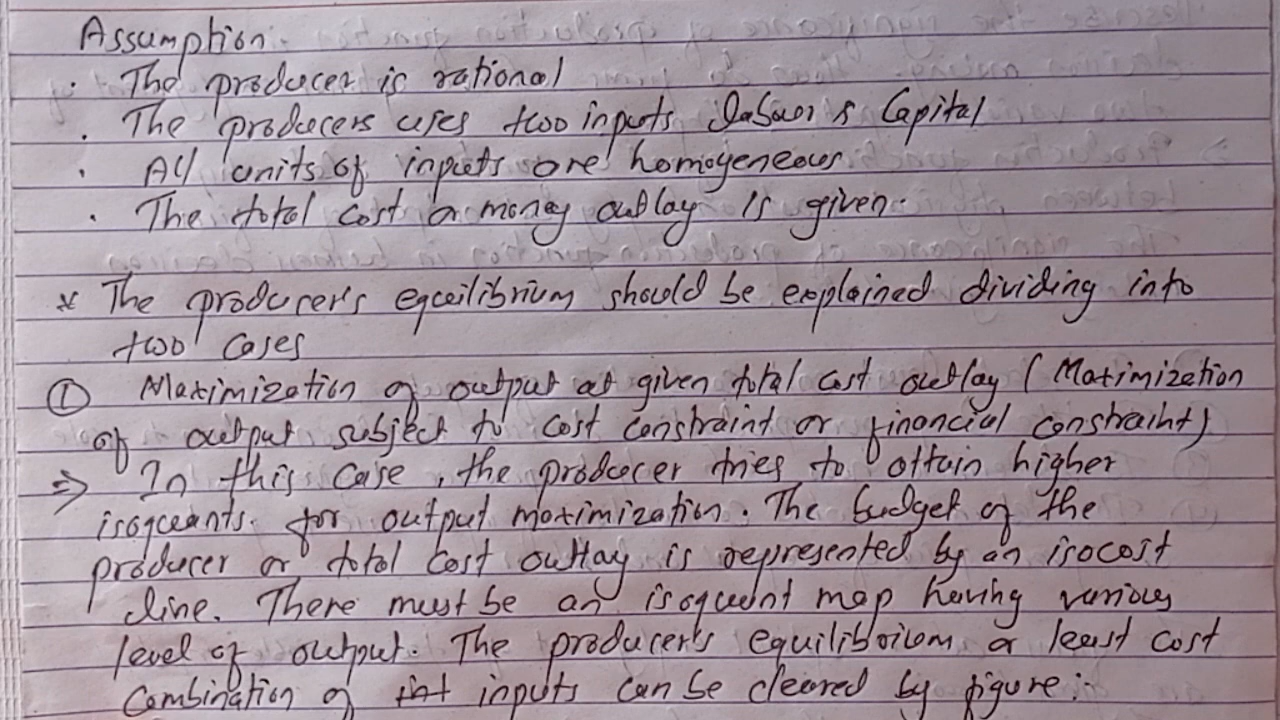 Assumption.
• The producer is rational
• The producers uses two inputs labour & Capital
• All units of inputs are homogeneous
• The total cost or money outlay is given.
* The producer's equilibrium should be explained dividing into
two cases
① Maximization of output at given total cost outlay (Maximization
of output subject to cost constraint or financial constraint)
⇒ In this case, the producer tries to attain higher
isoquants for output maximization. The budget of the
producer or total cost outlay is represented by an isocost
line. There must be an isoquant map having various
level of output. The producer's equilibrium or least cost
Combination of inputs can be cleared by figure:-